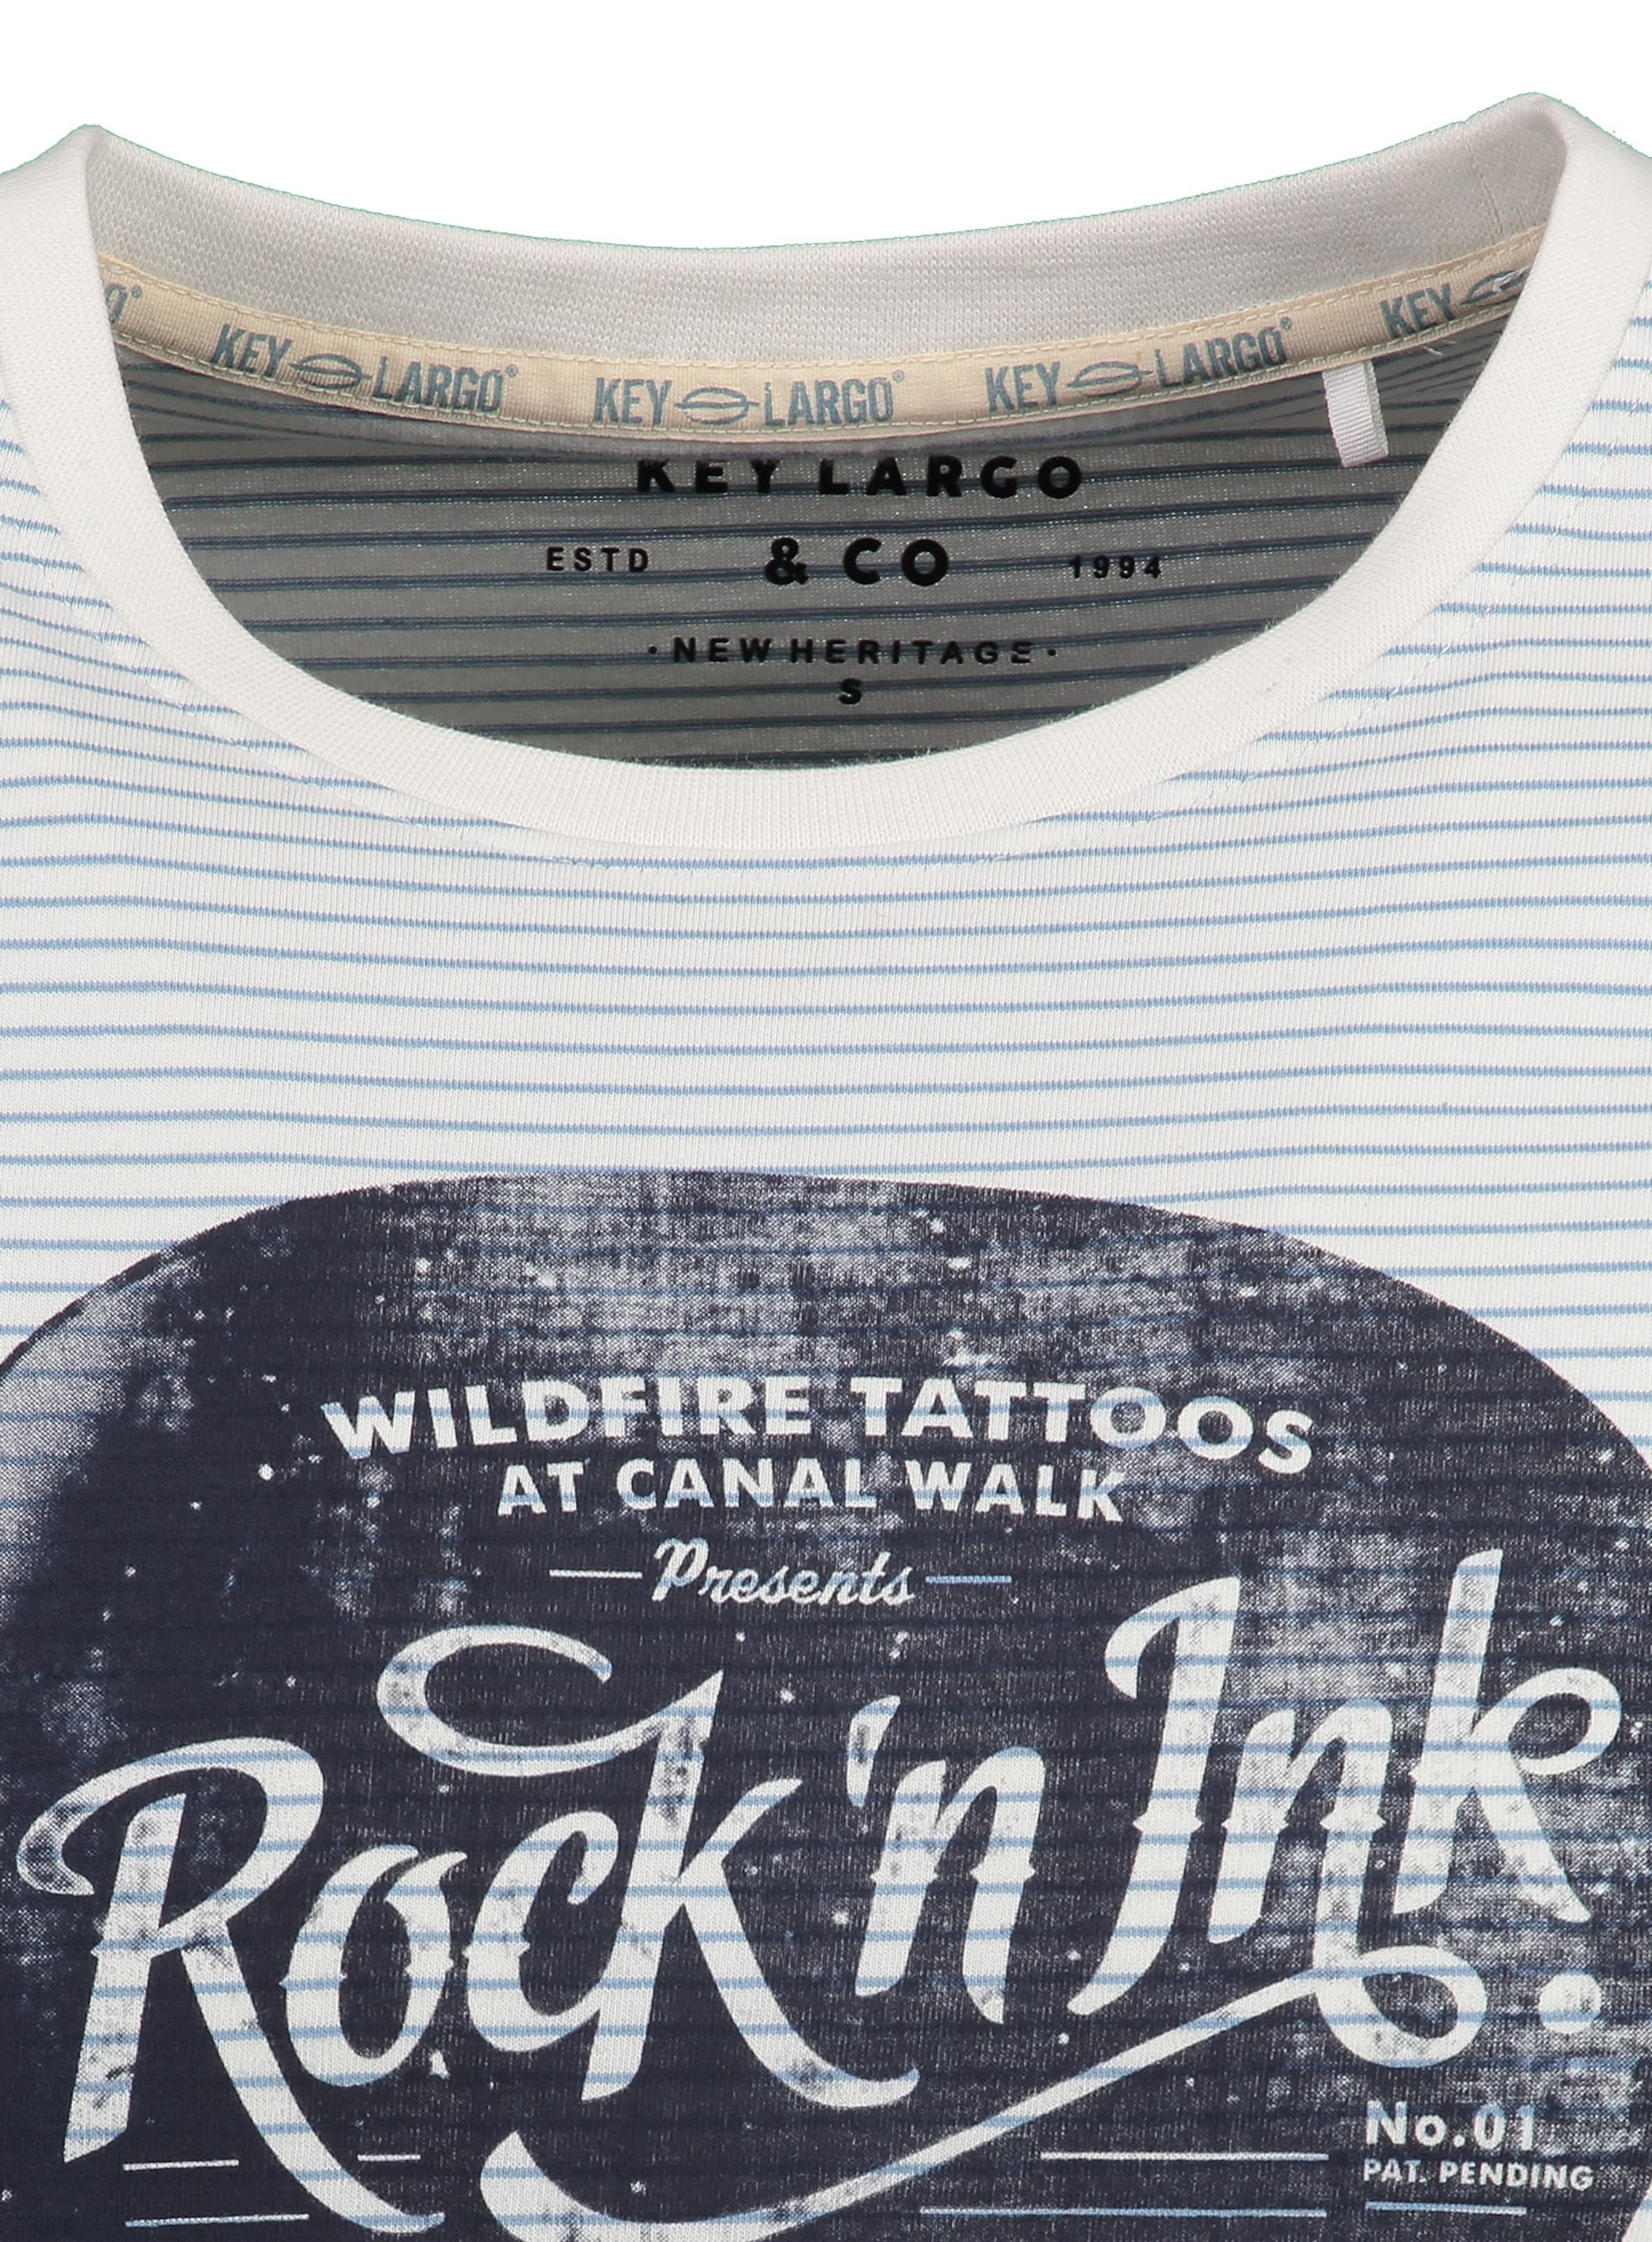 KEY LARGO® KEY LARGO® KEY LARGO® KEY
KEY LARGO
ESTD & CO 1994
· NEW HERITAGE ·
S
WILDFIRE TATTOOS
AT CANAL WALK
Presents
Rock'n Ink.
No.01
PAT. PENDING